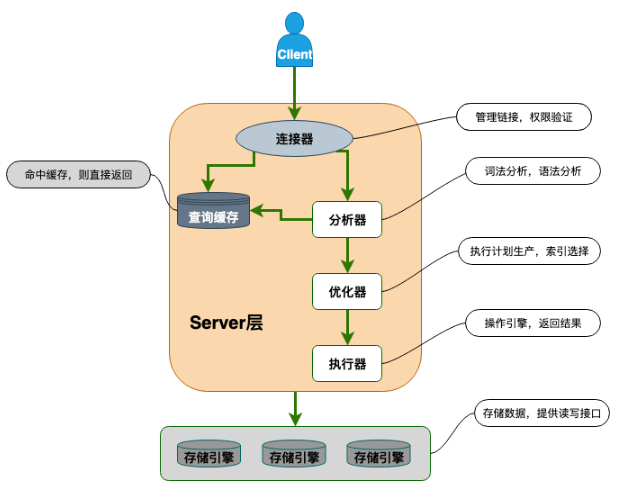 Client
连接器
管理链接，权限验证
命中缓存，则直接返回
词法分析，语法分析
查询缓存
分析器
执行计划生产，索引选择
优化器
Server层
操作引擎，返回结果
执行器
存储数据，提供读写接口
存储引擎
存储引擎
存储引擎